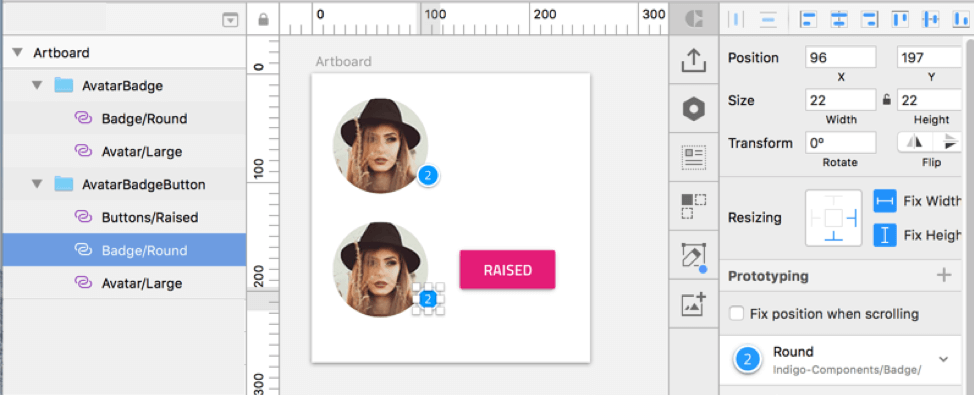 Artboard
AvatarBadge
Badge/Round
Avatar/Large
AvatarBadgeButton
Buttons/Raised
Badge/Round
Avatar/Large
0 100 200 300
0
100
200
300
Artboard
2
2
RAISED
Position 96 197
X Y
Size 22 22
Width Height
Transform 0°
Rotate Flip
Resizing
Fix Width
Fix Heigh
Prototyping
Fix position when scrolling
2 Round
Indigo-Components/Badge/